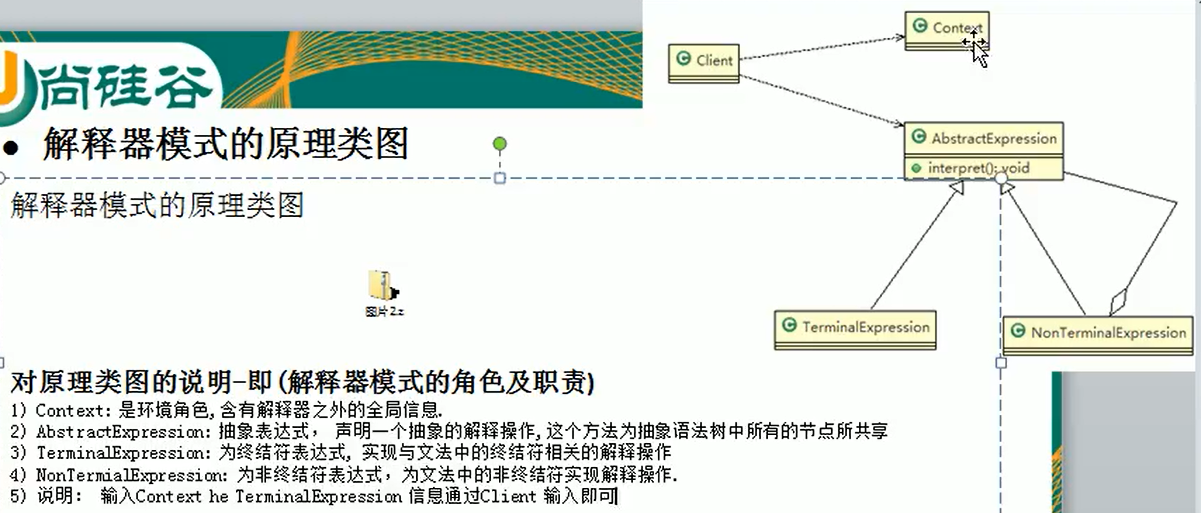 尚硅谷
Context
Client
● 解释器模式的原理类图
AbstractExpression
interpret(): void
解释器模式的原理类图
图片2.z
TerminalExpression
NonTerminalExpression
对原理类图的说明-即(解释器模式的角色及职责)
1) Context: 是环境角色,含有解释器之外的全局信息.
2) AbstractExpression: 抽象表达式， 声明一个抽象的解释操作,这个方法为抽象语法树中所有的节点所共享
3) TerminalExpression: 为终结符表达式, 实现与文法中的终结符相关的解释操作
4) NonTermialExpression: 为非终结符表达式，为文法中的非终结符实现解释操作.
5) 说明： 输入Context he TerminalExpression 信息通过Client 输入即可